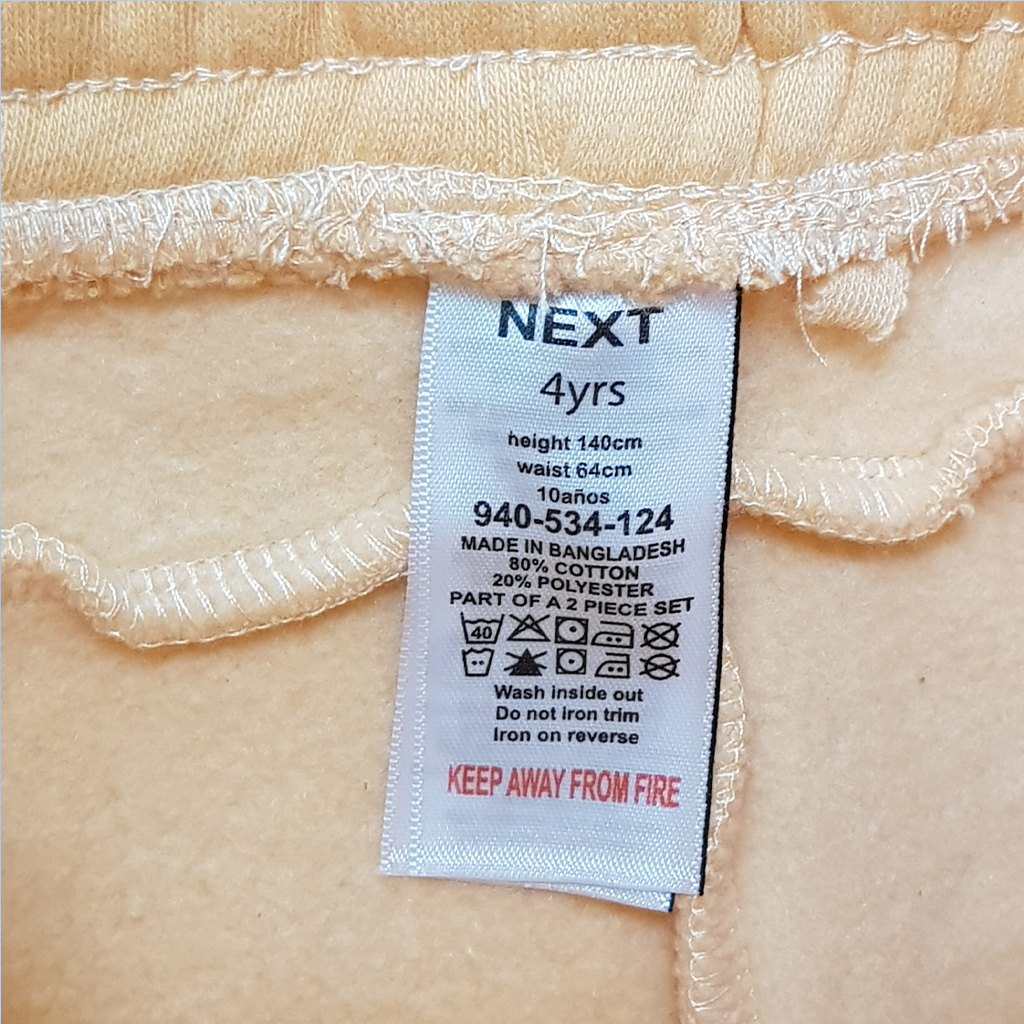 NEXT
4yrs
height 140cm
waist 64cm
10años
940-534-124
MADE IN BANGLADESH
80% COTTON
20% POLYESTER
PART OF A 2 PIECE SET
40
Wash inside out
Do not iron trim
Iron on reverse
KEEP AWAY FROM FIRE